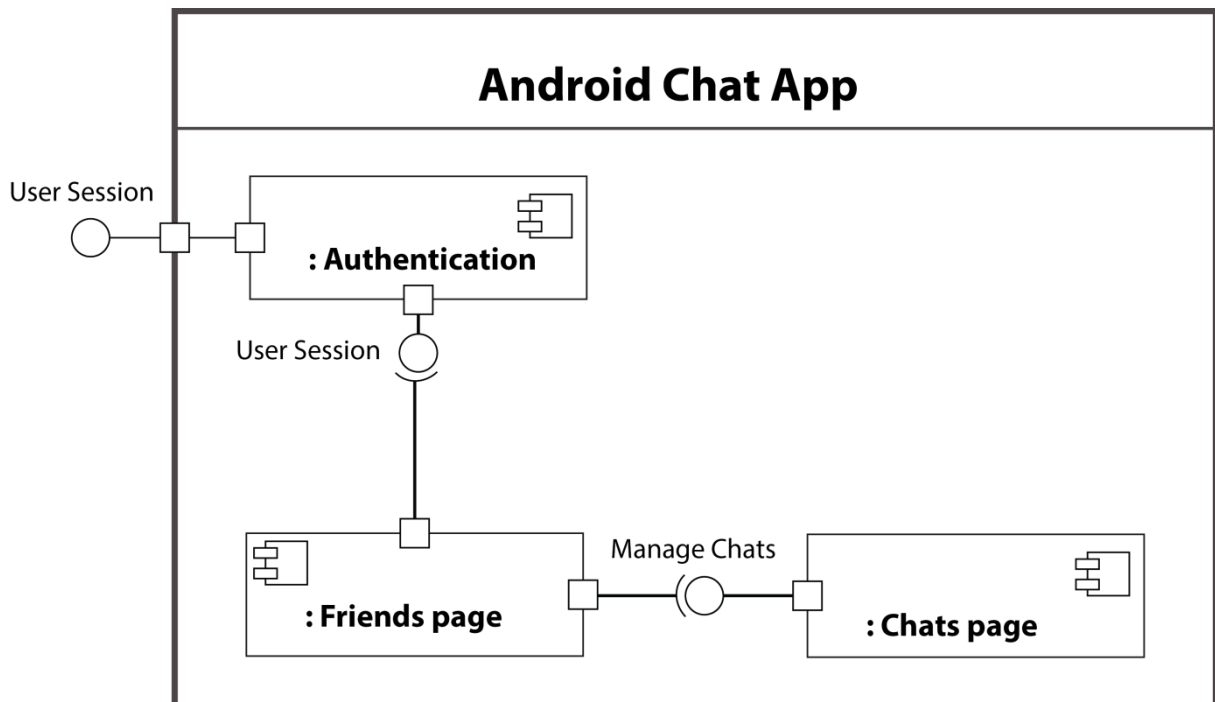 Android Chat App
User Session
: Authentication
User Session
Manage Chats
: Friends page
: Chats page